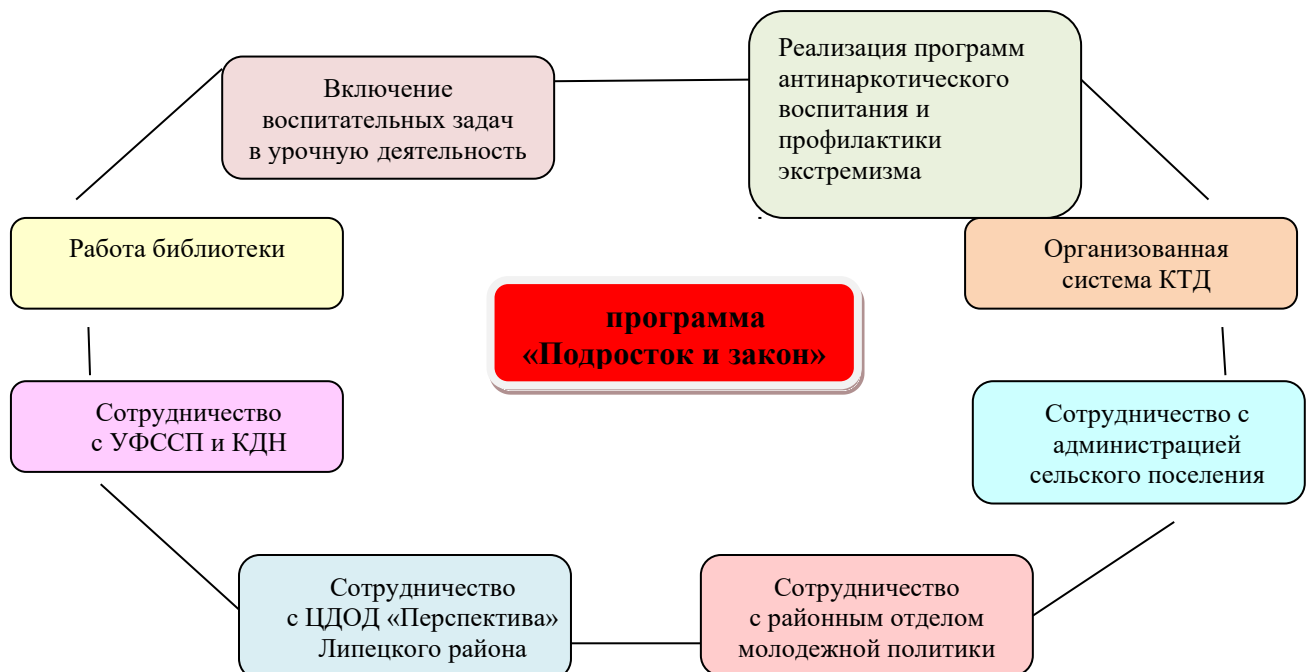 Реализация программ
антинаркотического
воспитания и
профилактики
экстремизма
Включение
воспитательных задач
в урочную деятельность
Работа библиотеки
Организованная
система КТД
программа
«Подросток и закон»
Сотрудничество
с УФССП и КДН
Сотрудничество с
администрацией
сельского поселения
Сотрудничество
с ЦДОД «Перспектива»
Липецкого района
Сотрудничество
с районным отделом
молодежной политики